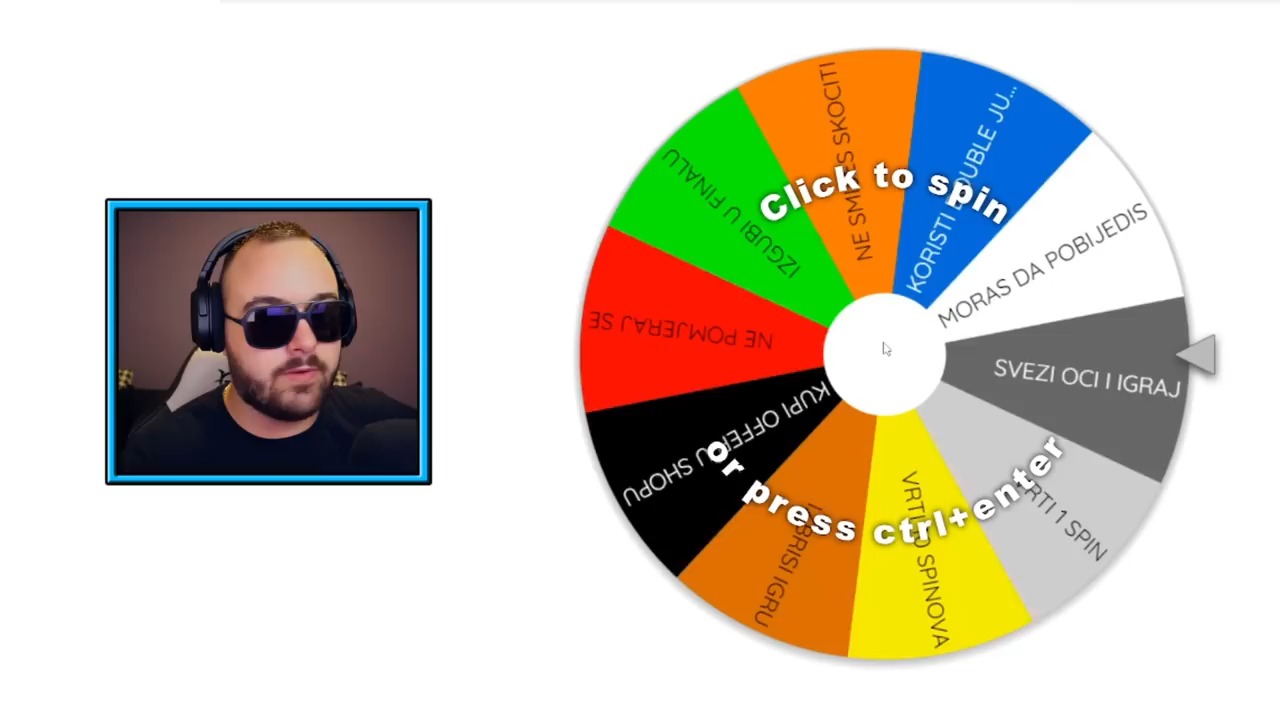 Click to spin
or press ctrl+enter
KORISTI DOUBLE JU...
MORAS DA POBIJEDIS
SVEZI OCI I IGRAJ
VRTI 1 SPIN
SPINOVA
IZBRISI IGRU
KUPI OFFER U SHOPU
NE POMJERAJ SE
IZGUBI U FINALU
NE SMIJES SKOCITI